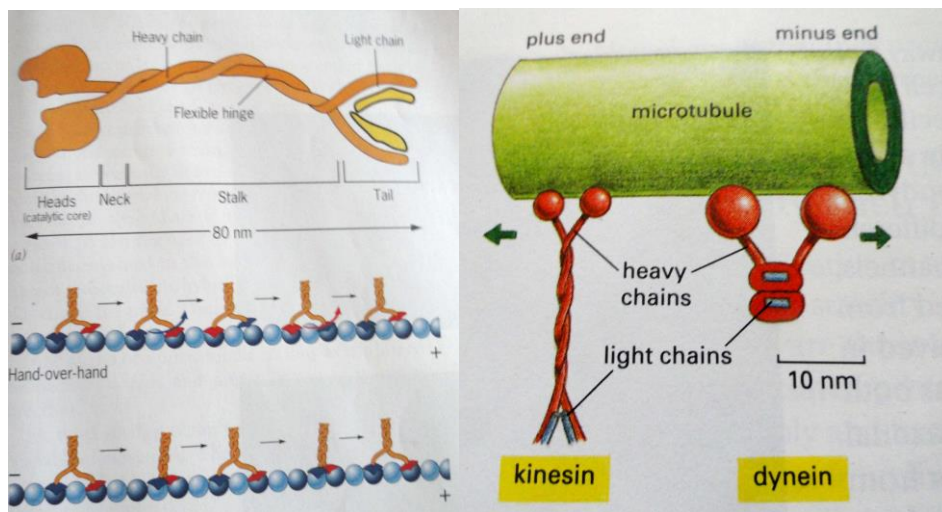 Heavy chain
Light chain
Flexible hinge
Heads
(catalytic core)
Neck
Stalk
Tail
80 nm
(a)
−
+
Hand-over-hand
−
+
plus end
minus end
microtubule
heavy
chains
light chains
10 nm
kinesin
dynein